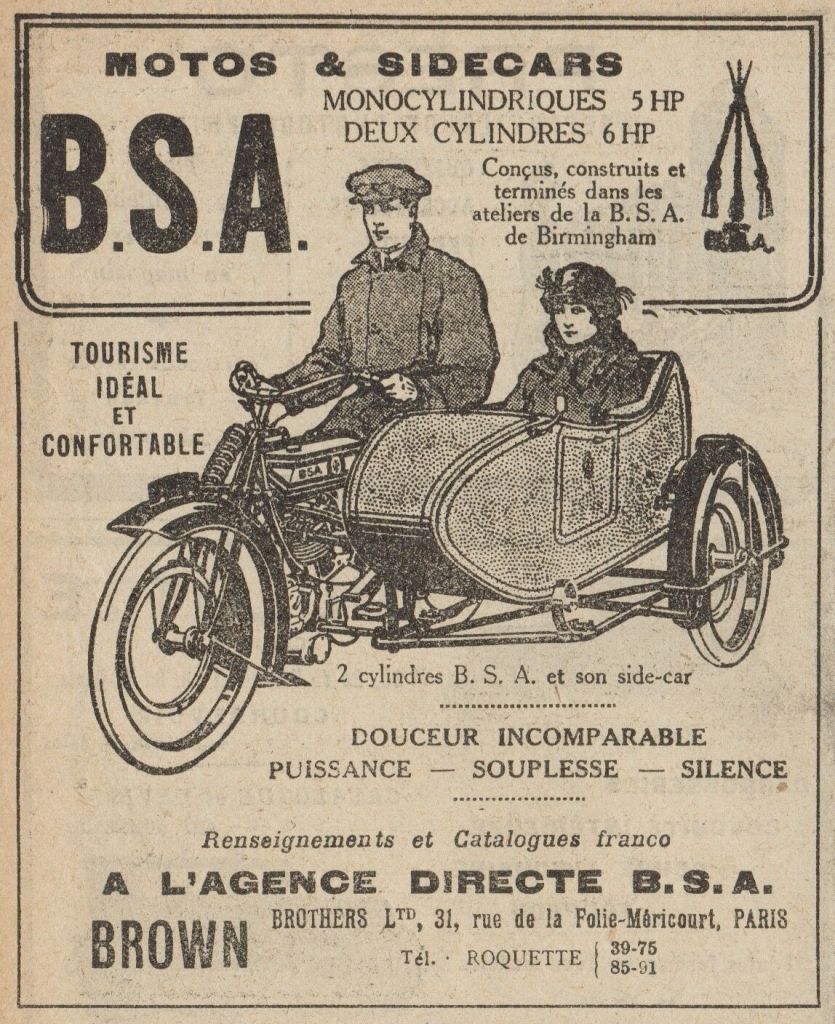 MOTOS & SIDECARS
B.S.A.
MONOCYLINDRIQUES 5 HP
DEUX CYLINDRES 6 HP
Conçus, construits et
terminés dans les
ateliers de la B. S. A.
de Birmingham
B.S.A.
TOURISME
IDÉAL
ET
CONFORTABLE
BSA
2 cylindres B. S. A. et son side-car
DOUCEUR INCOMPARABLE
PUISSANCE — SOUPLESSE — SILENCE
Renseignements et Catalogues franco
A L'AGENCE DIRECTE B.S.A.
BROWN BROTHERS LTD, 31, rue de la Folie-Méricourt, PARIS
Tél. · ROQUETTE { 39-75
85-91